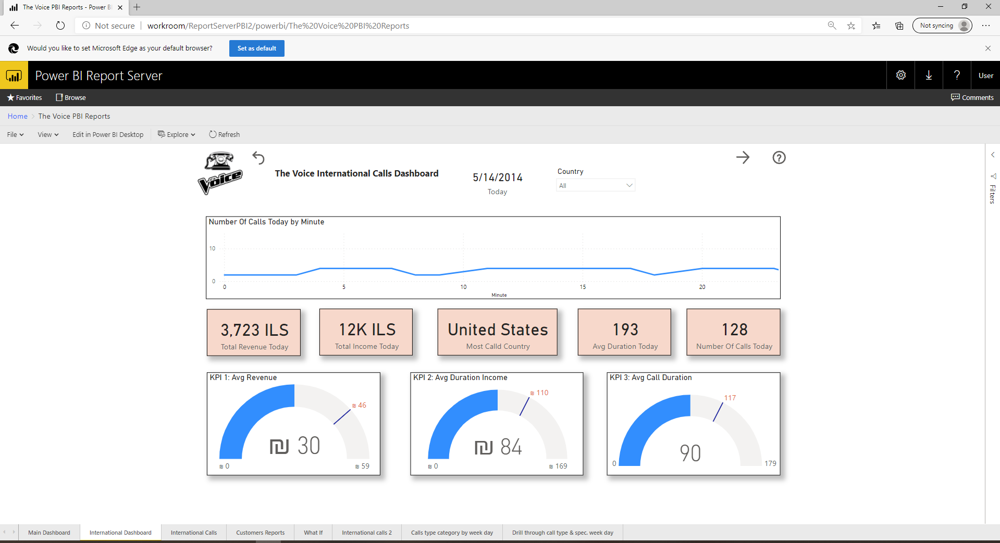 The Voice PBI Reports - Power B
Not secure workroom/ReportServerPBI2/powerbi/The%20Voice%20PBI%20Reports
Not syncing
Would you like to set Microsoft Edge as your default browser?
Set as default
Power BI Report Server
?
User
Favorites
Browse
Comments
Home > The Voice PBI Reports
File
View
Edit in Power BI Desktop
Explore
Refresh
the Voice
The Voice International Calls Dashboard
5/14/2014
Today
Country
All
?
Filters
Number Of Calls Today by Minute
10
0
0 5 10 15 20
Minute
3,723 ILS
Total Revenue Today
12K ILS
Total Income Today
United States
Most Calld Country
193
Avg Duration Today
128
Number Of Calls Today
KPI 1: Avg Revenue
₪ 46
₪ 30
₪ 0
₪ 59
KPI 2: Avg Duration Income
₪ 110
₪ 84
₪ 0
₪ 169
KPI 3: Avg Call Duration
117
90
0
179
Main Dashboard
International Dashboard
International Calls
Customers Reports
What If
International calls 2
Calls type category by week day
Drill through call type & spec. week day